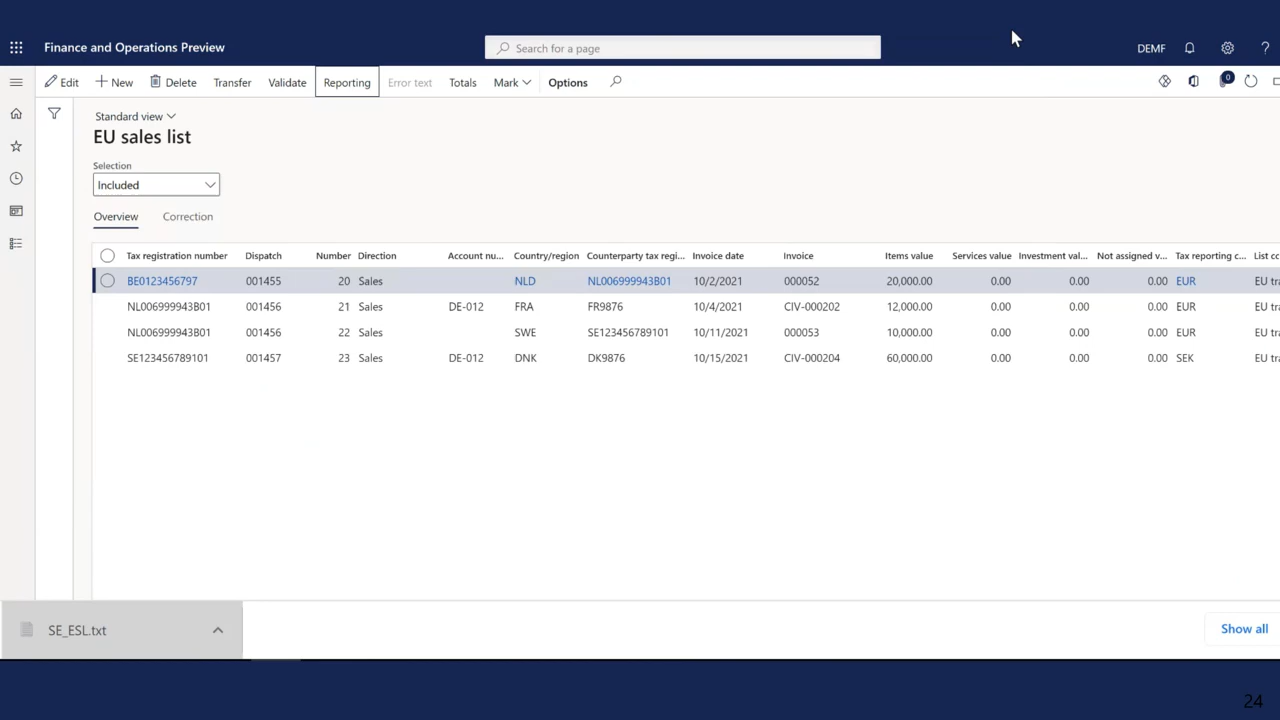 Finance and Operations Preview Search for a page DEMF ?
Edit New Delete Transfer Validate Reporting Error text Totals Mark Options 0
Standard view
EU sales list
Selection
Included
Overview Correction
Tax registration number Dispatch Number Direction Account nu... Country/region Counterparty tax regi... Invoice date Invoice Items value Services value Investment val... Not assigned v... Tax reporting c... List co
BE0123456797 001455 20 Sales NLD NL006999943B01 10/2/2021 000052 20,000.00 0.00 0.00 0.00 EUR EU tra
NL006999943B01 001456 21 Sales DE-012 FRA FR9876 10/4/2021 CIV-000202 12,000.00 0.00 0.00 0.00 EUR EU tra
NL006999943B01 001456 22 Sales SWE SE123456789101 10/11/2021 000053 10,000.00 0.00 0.00 0.00 EUR EU tra
SE123456789101 001457 23 Sales DE-012 DNK DK9876 10/15/2021 CIV-000204 60,000.00 0.00 0.00 0.00 SEK EU tra
SE_ESL.txt Show all
24